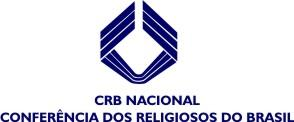 CRB NACIONAL
CONFERÊNCIA DOS RELIGIOSOS DO BRASIL